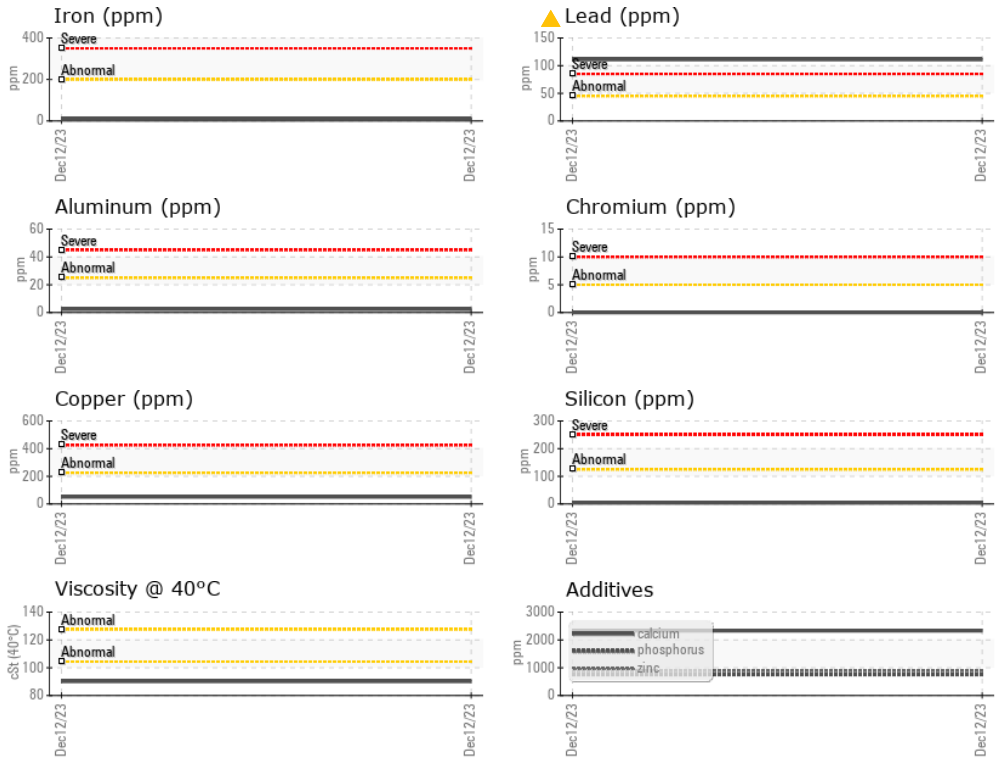 Iron (ppm)
400
200
0
ppm
Severe
Abnormal
Dec12/23
Dec12/23
Lead (ppm)
150
100
50
0
ppm
Severe
Abnormal
Dec12/23
Dec12/23
Aluminum (ppm)
60
40
20
0
ppm
Severe
Abnormal
Dec12/23
Dec12/23
Chromium (ppm)
15
10
5
0
ppm
Severe
Abnormal
Dec12/23
Dec12/23
Copper (ppm)
600
400
200
0
ppm
Severe
Abnormal
Dec12/23
Dec12/23
Silicon (ppm)
300
200
100
0
ppm
Severe
Abnormal
Dec12/23
Dec12/23
Viscosity @ 40°C
140
120
100
80
cSt (40°C)
Abnormal
Abnormal
Dec12/23
Dec12/23
Additives
3000
2000
1000
0
ppm
calcium
phosphorus
zinc
Dec12/23
Dec12/23